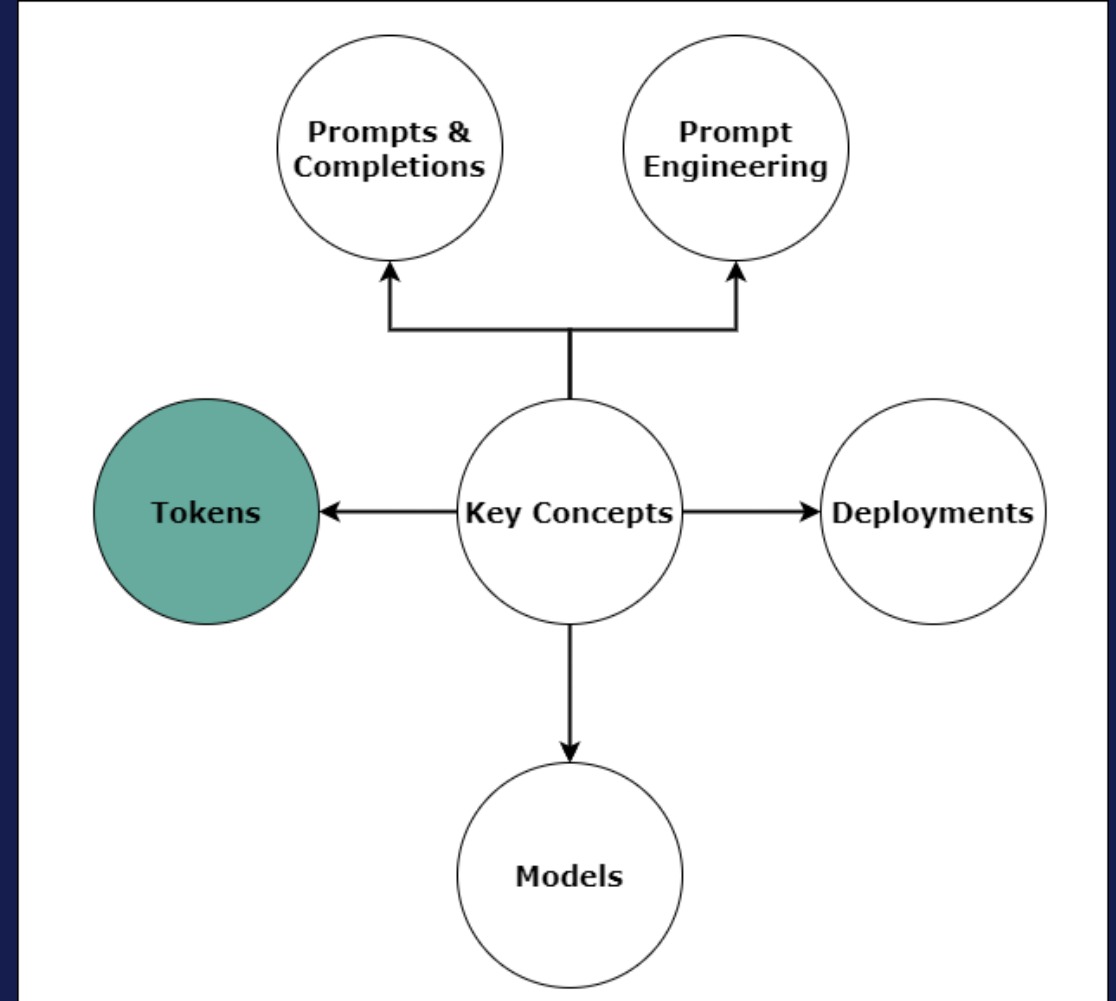 Prompts &
Completions
Prompt
Engineering
Tokens
Key Concepts
Deployments
Models